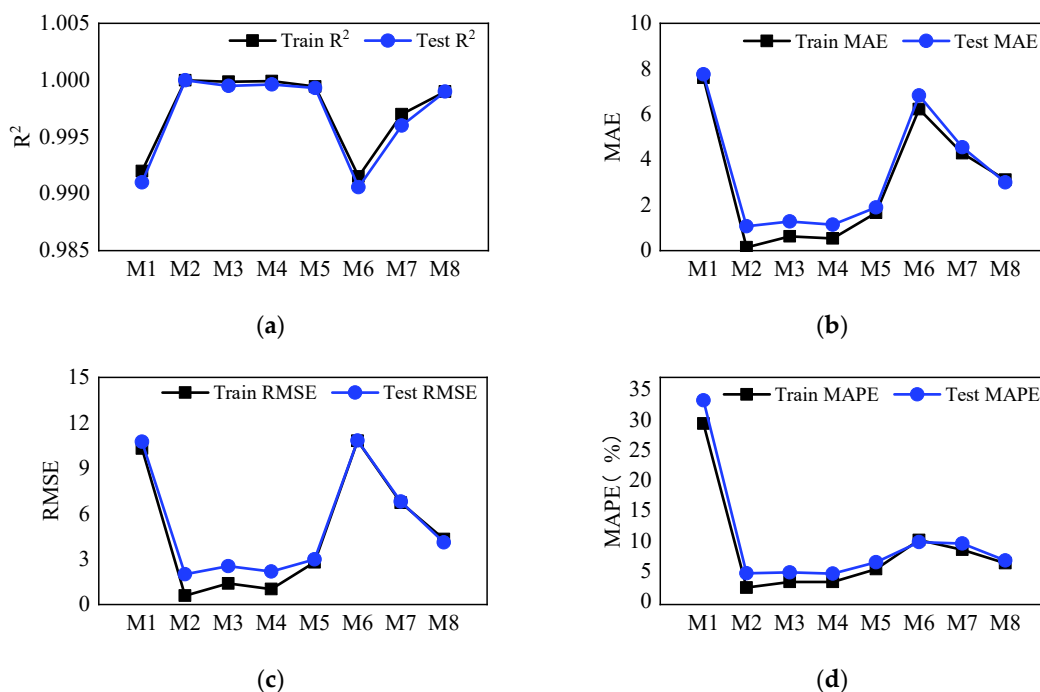 1.005
1.000
0.995
0.990
0.985
R²
Train R² Test R²
M1 M2 M3 M4 M5 M6 M7 M8
(a)
10
8
6
4
2
0
MAE
Train MAE Test MAE
M1 M2 M3 M4 M5 M6 M7 M8
(b)
15
12
9
6
3
0
RMSE
Train RMSE Test RMSE
M1 M2 M3 M4 M5 M6 M7 M8
(c)
35
30
25
20
15
10
5
0
MAPE( %)
Train MAPE Test MAPE
M1 M2 M3 M4 M5 M6 M7 M8
(d)